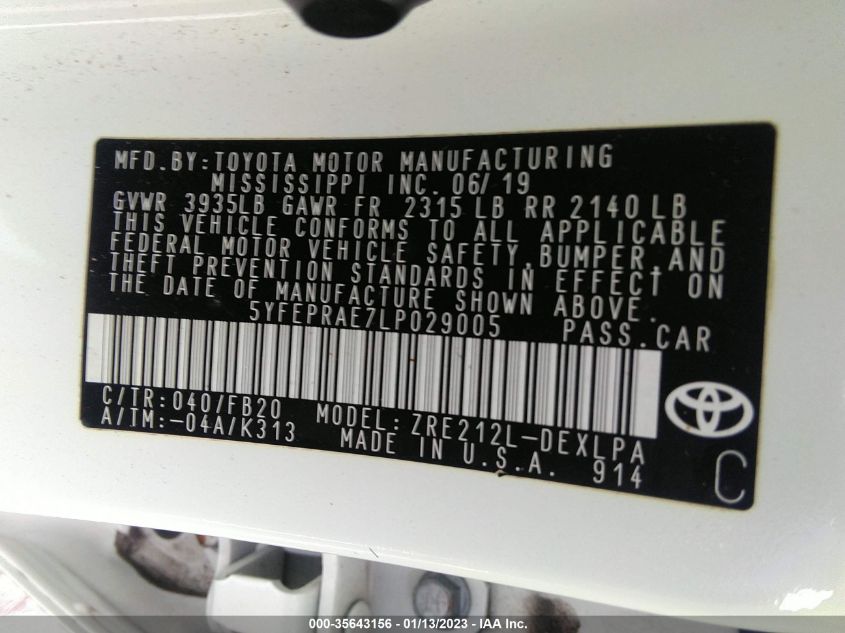 MFD.BY:TOYOTA MOTOR MANUFACTURING
MISSISSIPPI INC. 06/19
GVWR 3935LB GAWR FR 2315 LB RR 2140 LB
THIS VEHICLE CONFORMS TO ALL APPLICABLE
FEDERAL MOTOR VEHICLE SAFETY,BUMPER,AND
THEFT PREVENTION STANDARDS IN EFFECT ON
THE DATE OF MANUFACTURE SHOWN ABOVE.
5YFEPRAE7LP029005 PASS.CAR
C/TR:040/FB20 MODEL:ZRE212L-DEXLPA
A/TM:-04A/K313 MADE IN U.S.A. 914
C
000-35643156 — 01/13/2023 — IAA Inc.